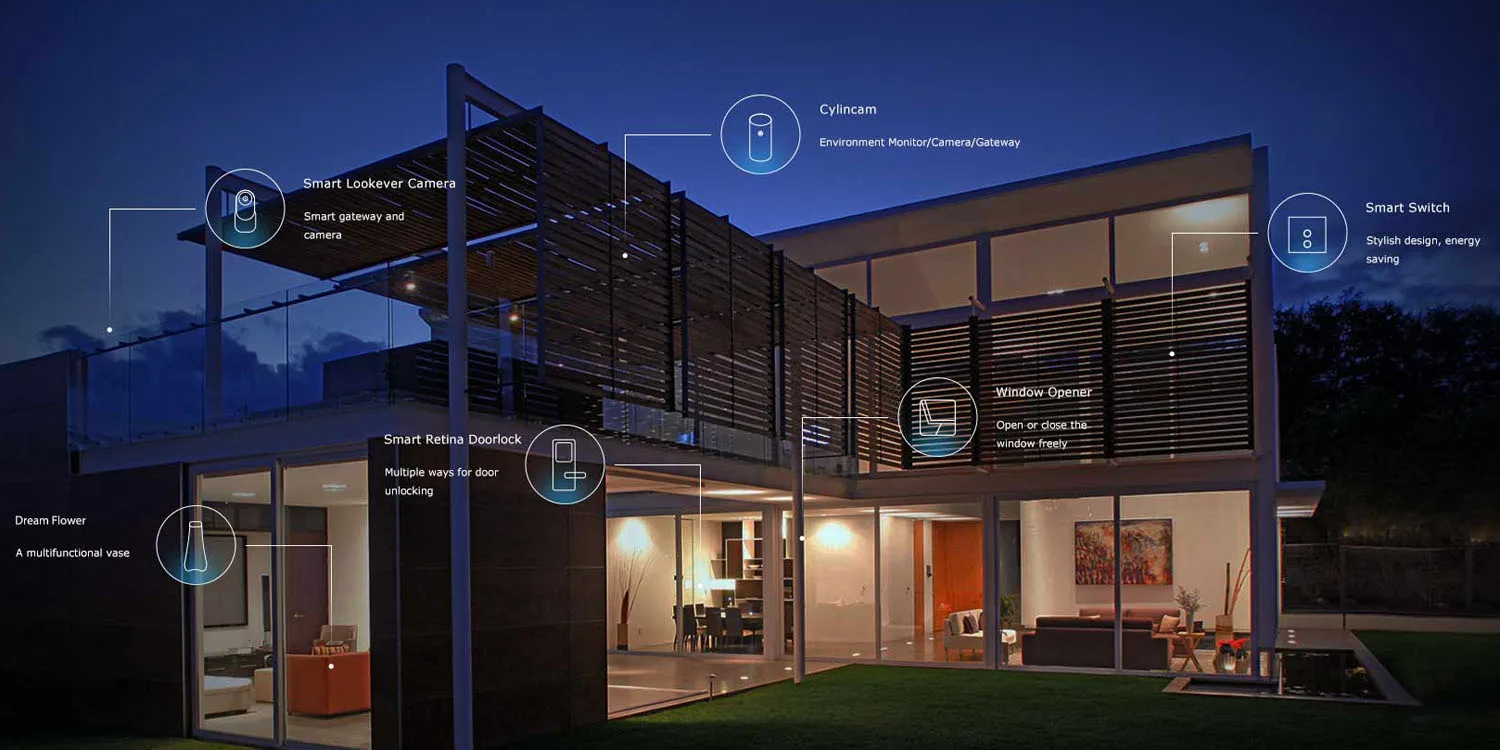 Cylincam
Environment Monitor/Camera/Gateway
Smart Lookever Camera
Smart gateway and
camera
Smart Switch
Stylish design, energy
saving
Window Opener
Open or close the
window freely
Smart Retina Doorlock
Multiple ways for door
unlocking
Dream Flower
A multifunctional vase